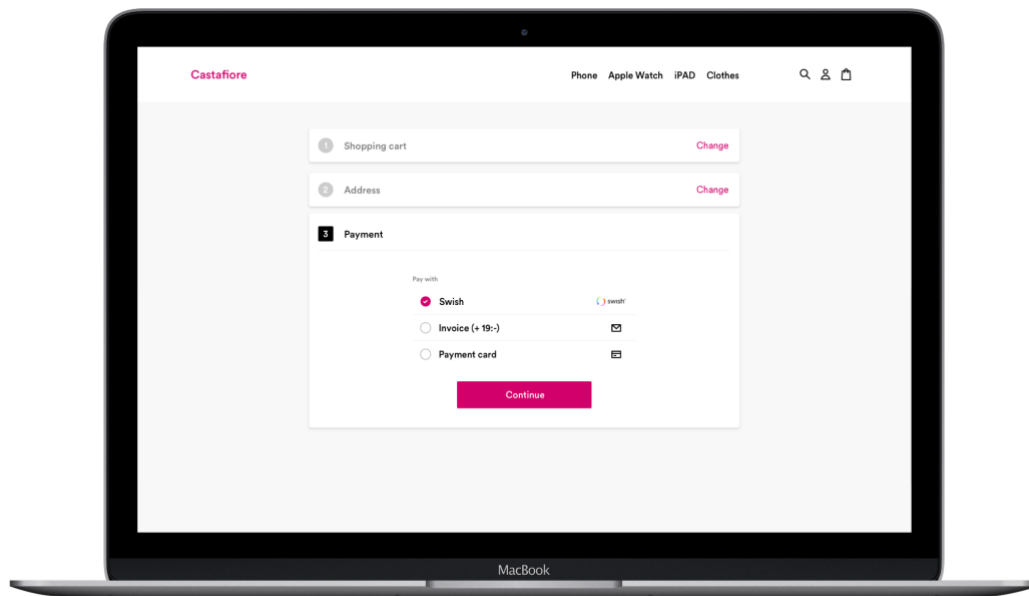 Castafiore
Phone Apple Watch iPAD Clothes
1 Shopping cart Change
2 Address Change
3 Payment
Pay with
Swish swish
Invoice (+ 19:-)
Payment card
Continue
MacBook